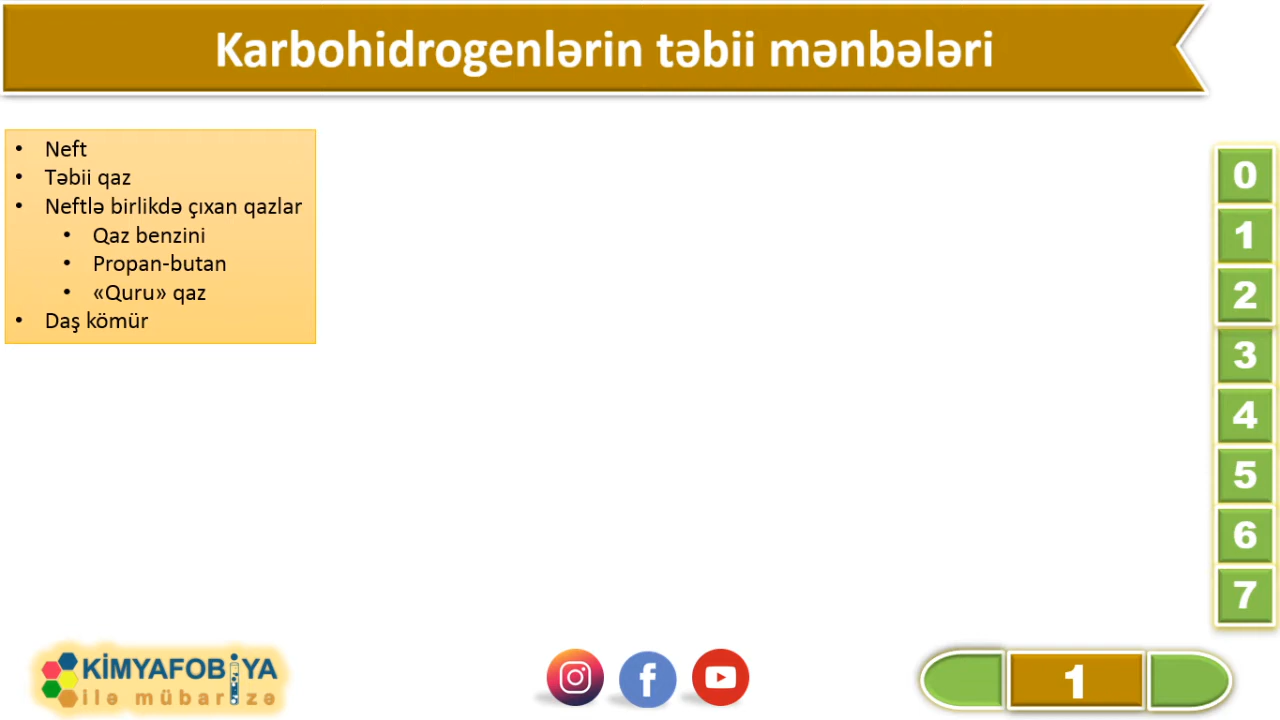 Karbohidrogenlərin təbii mənbələri
• Neft
• Təbii qaz
• Neftlə birlikdə çıxan qazlar
• Qaz benzini
• Propan-butan
• «Quru» qaz
• Daş kömür
0
1
2
3
4
5
6
7
KİMYAFOBİYA
ilə mübarizə
1